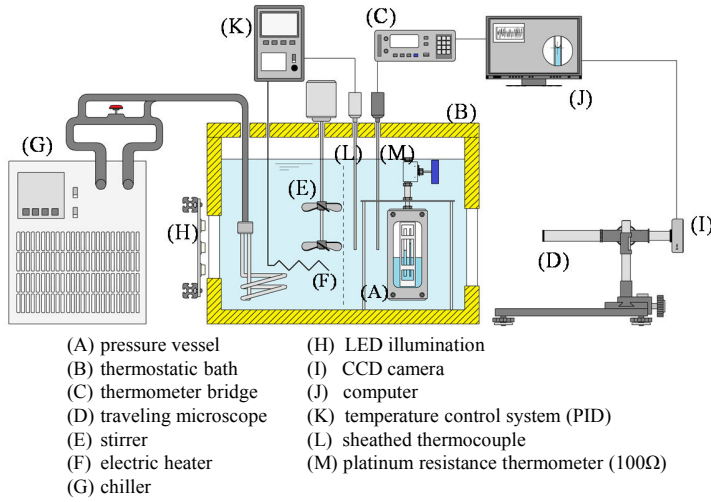 (K)
(C)
(J)
(G)
(B)
(L)
(M)
(E)
(H)
(I)
(D)
(F)
(A)
(A) pressure vessel
(B) thermostatic bath
(C) thermometer bridge
(D) traveling microscope
(E) stirrer
(F) electric heater
(G) chiller
(H) LED illumination
(I) CCD camera
(J) computer
(K) temperature control system (PID)
(L) sheathed thermocouple
(M) platinum resistance thermometer (100Ω)